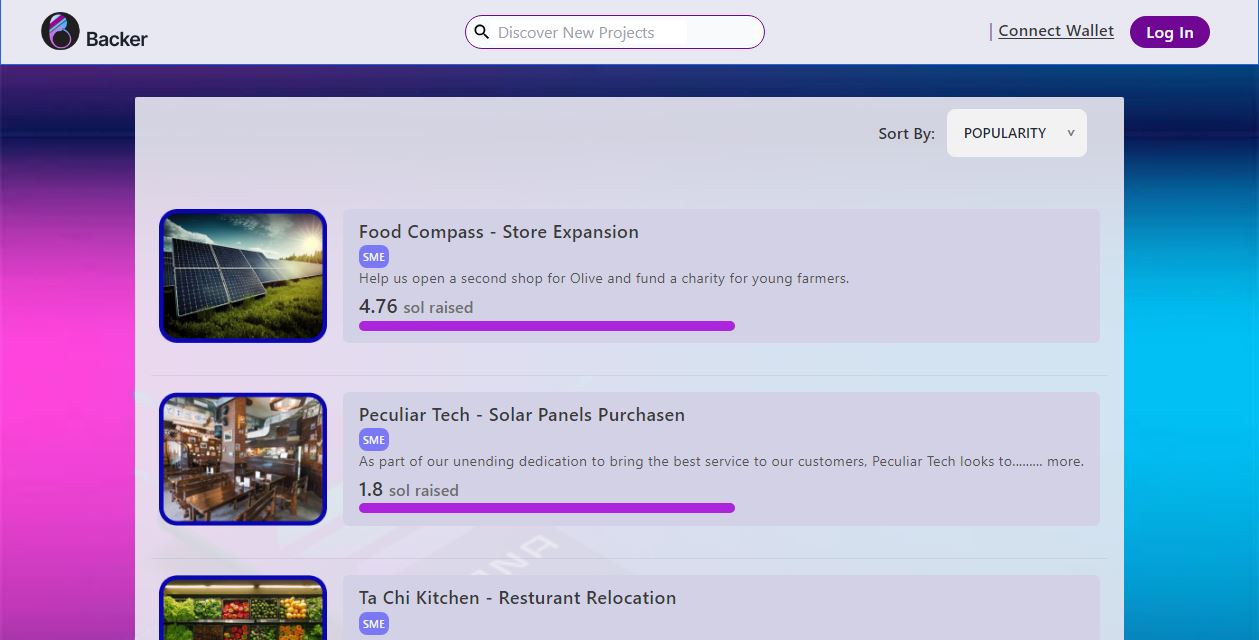 Backer
Discover New Projects
Connect Wallet
Log In
Sort By:
POPULARITY
Food Compass - Store Expansion
SME
Help us open a second shop for Olive and fund a charity for young farmers.
4.76 sol raised
Peculiar Tech - Solar Panels Purchasen
SME
As part of our unending dedication to bring the best service to our customers, Peculiar Tech looks to......... more.
1.8 sol raised
Ta Chi Kitchen - Resturant Relocation
SME